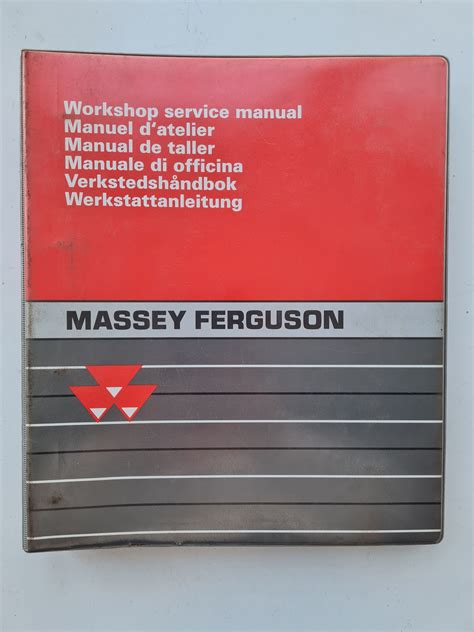 Workshop service manual
Manuel d'atelier
Manual de taller
Manuale di officina
Verkstedshåndbok
Werkstattanleitung
MASSEY FERGUSON